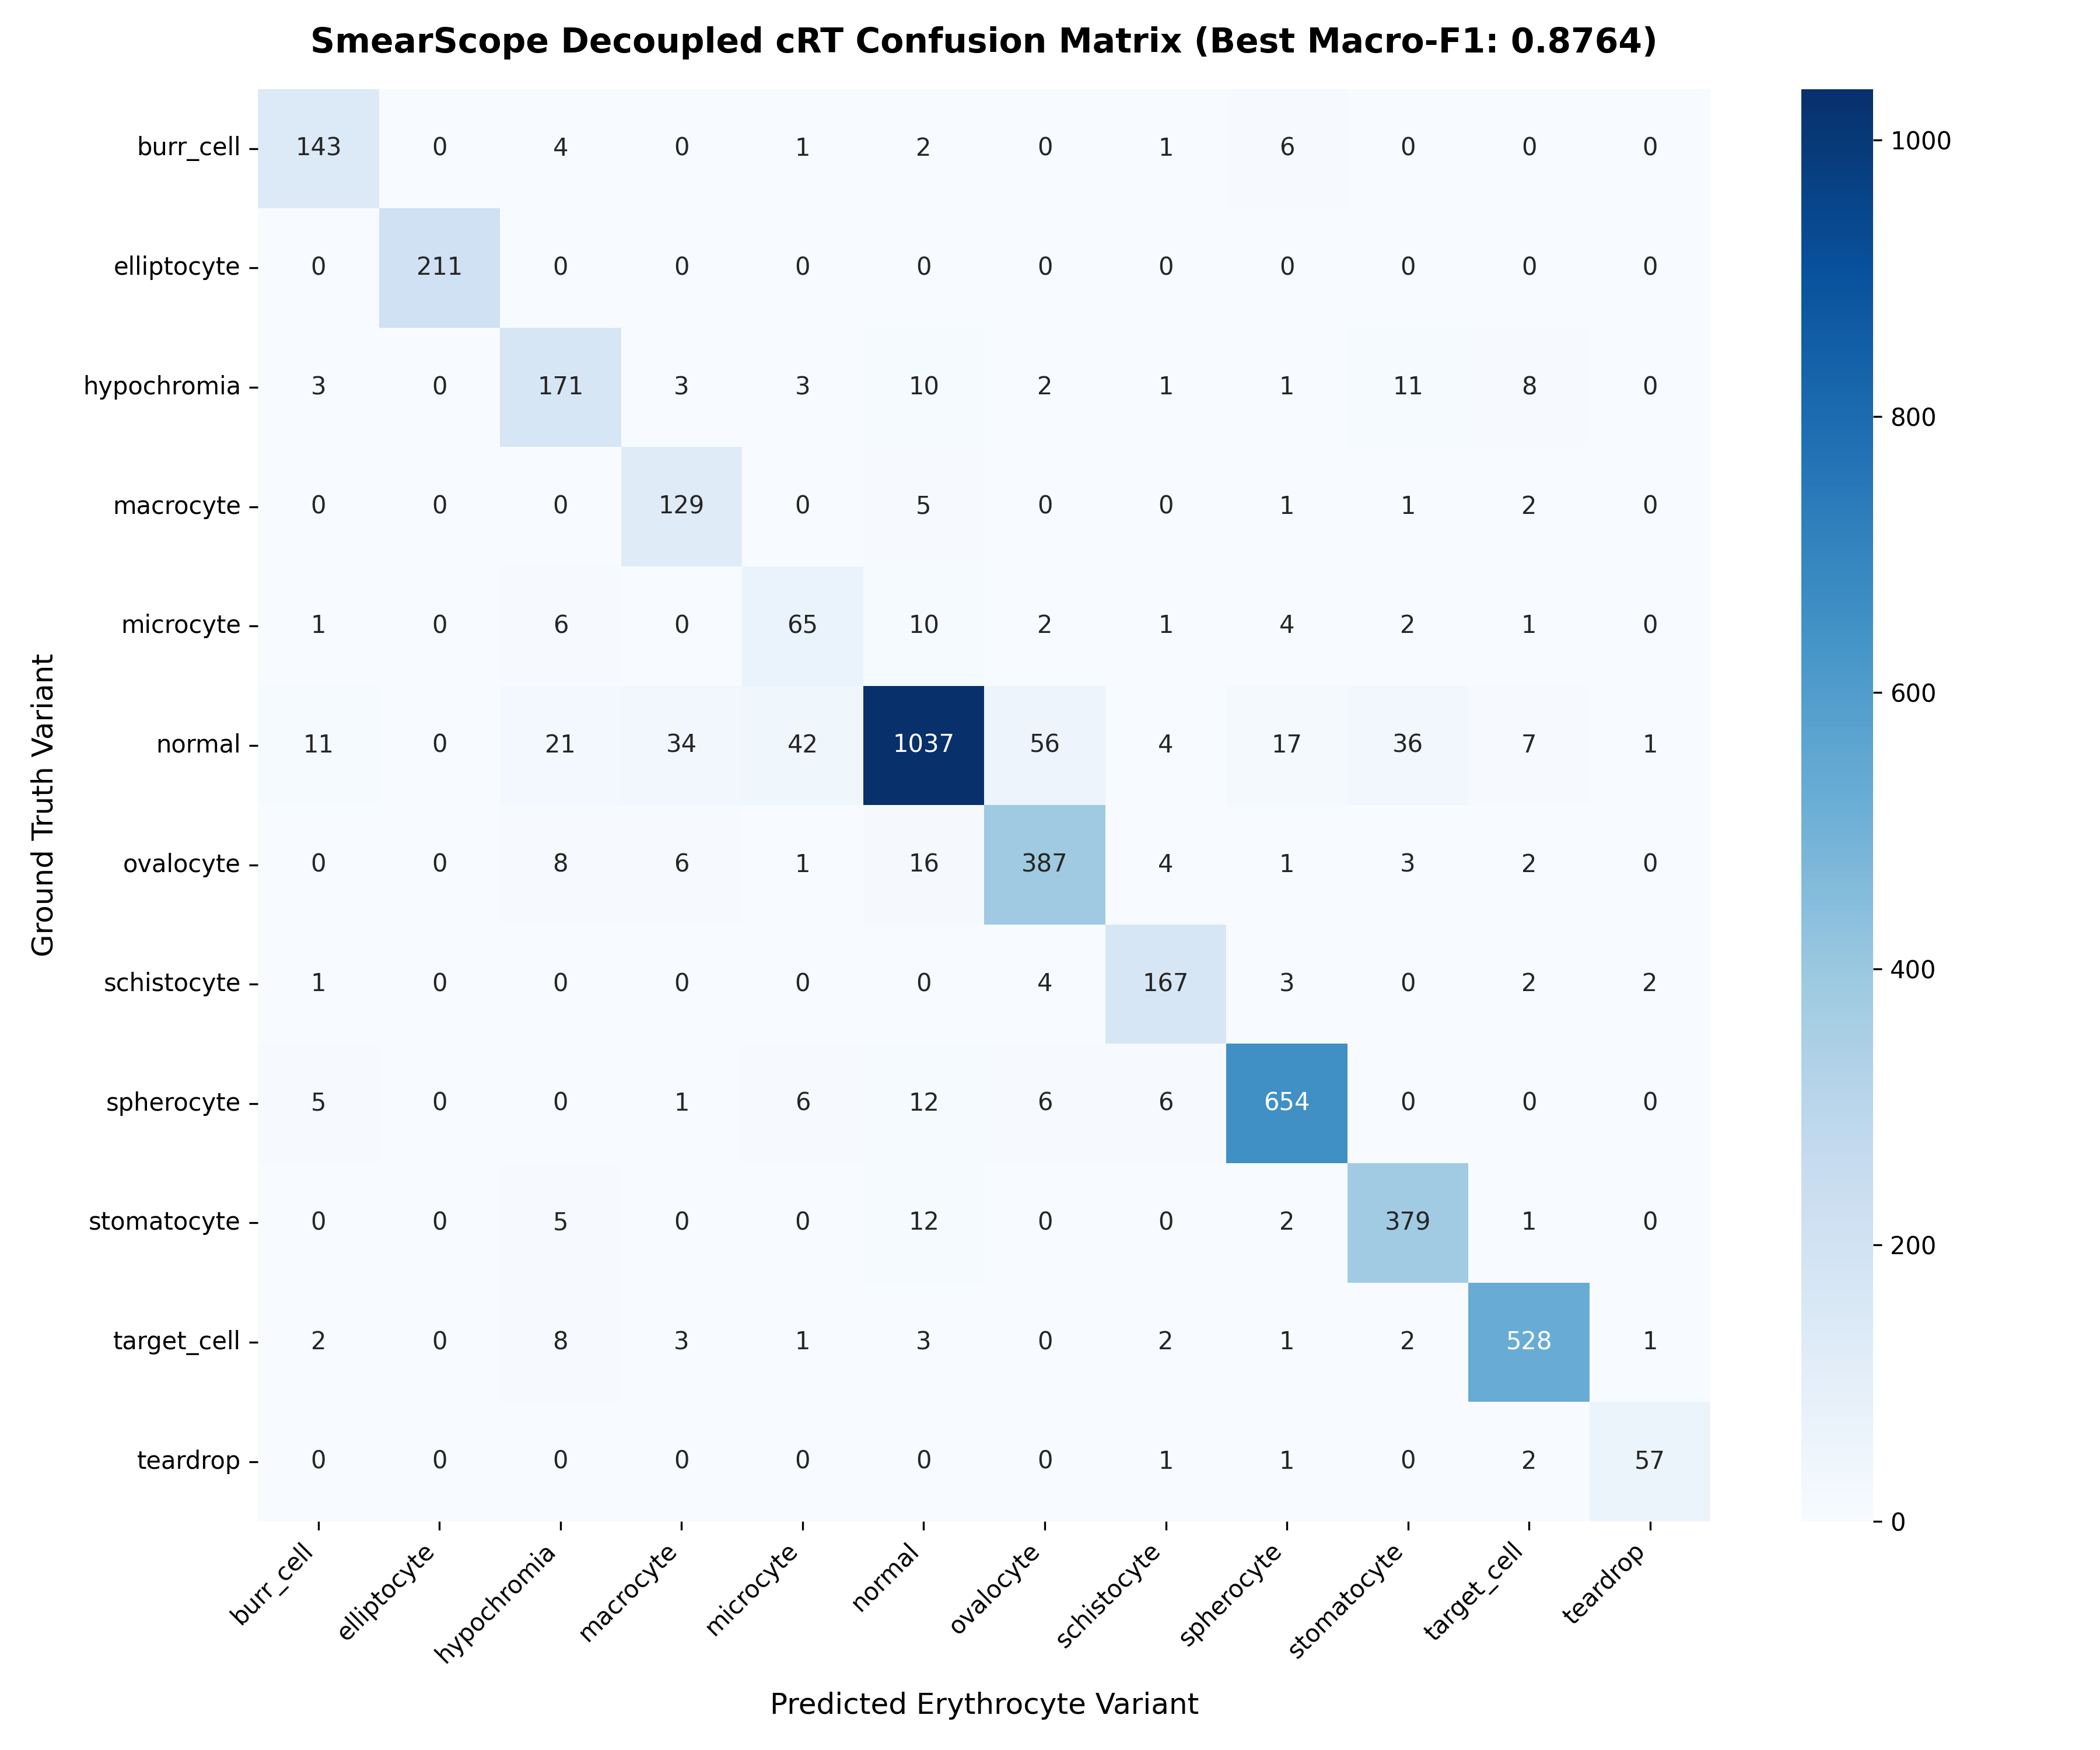 SmearScope Decoupled cRT Confusion Matrix (Best Macro-F1: 0.8764)
burr_cell 143 0 4 0 1 2 0 1 6 0 0 0
elliptocyte 0 211 0 0 0 0 0 0 0 0 0 0
hypochromia 3 0 171 3 3 10 2 1 1 11 8 0
macrocyte 0 0 0 129 0 5 0 0 1 1 2 0
microcyte 1 0 6 0 65 10 2 1 4 2 1 0
normal 11 0 21 34 42 1037 56 4 17 36 7 1
ovalocyte 0 0 8 6 1 16 387 4 1 3 2 0
schistocyte 1 0 0 0 0 0 4 167 3 0 2 2
spherocyte 5 0 0 1 6 12 6 6 654 0 0 0
stomatocyte 0 0 5 0 0 12 0 0 2 379 1 0
target_cell 2 0 8 3 1 3 0 2 1 2 528 1
teardrop 0 0 0 0 0 0 0 1 1 0 2 57
burr_cell elliptocyte hypochromia macrocyte microcyte normal ovalocyte schistocyte spherocyte stomatocyte target_cell teardrop
Predicted Erythrocyte Variant
Ground Truth Variant
1000
800
600
400
200
0